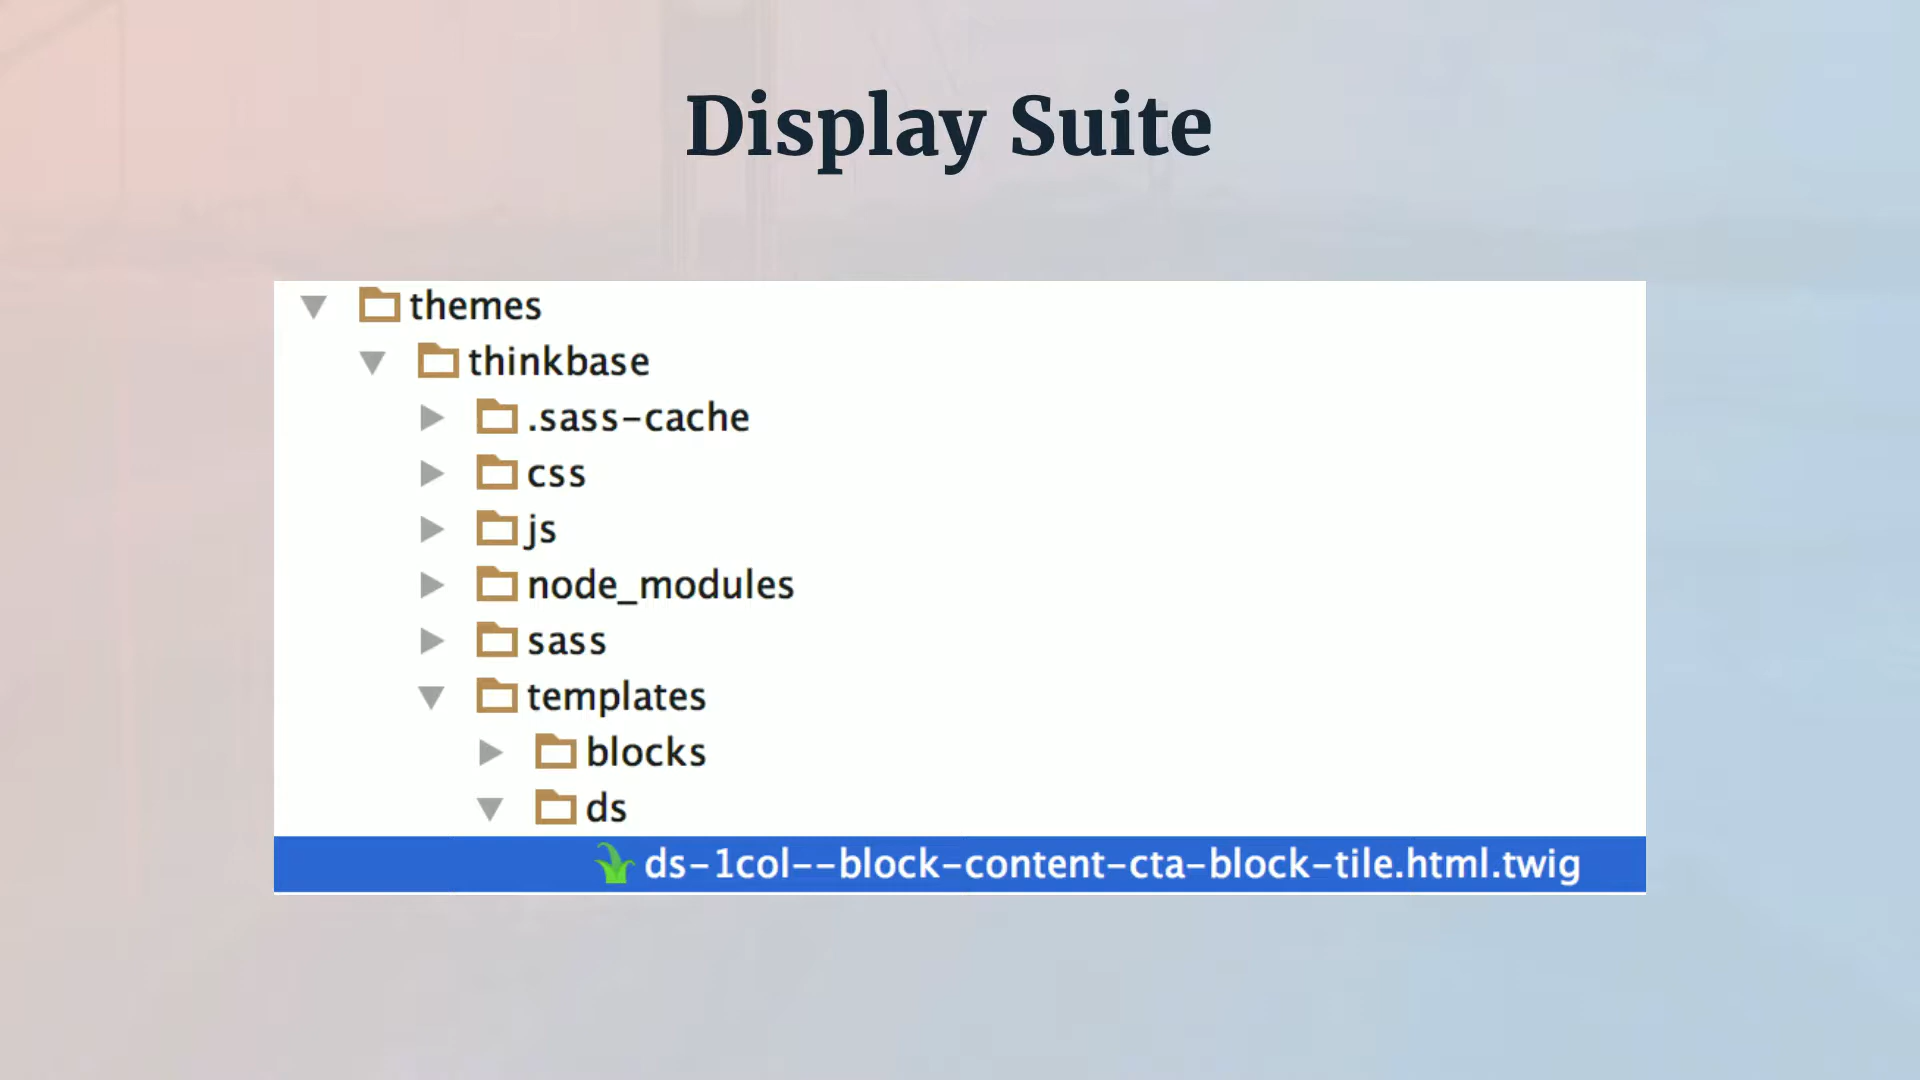 Display Suite
themes
thinkbase
.sass-cache
css
js
node_modules
sass
templates
blocks
ds
ds-1col--block-content-cta-block-tile.html.twig